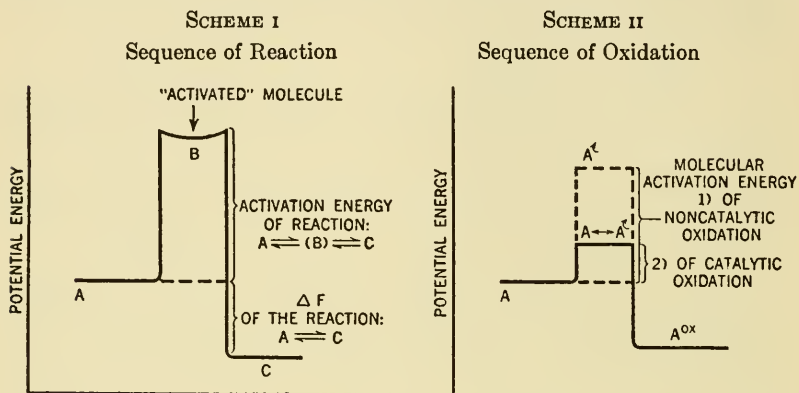 SCHEME I
Sequence of Reaction
"ACTIVATED" MOLECULE
B
POTENTIAL ENERGY
A
ACTIVATION ENERGY
OF REACTION:
A ⇌ (B) ⇌ C
Δ F
OF THE REACTION:
A ⇌ C
C
SCHEME II
Sequence of Oxidation
POTENTIAL ENERGY
A
A^r
A ↔ A^r
MOLECULAR
ACTIVATION ENERGY
1) OF
NONCATALYTIC
OXIDATION
2) OF CATALYTIC
OXIDATION
A^OX